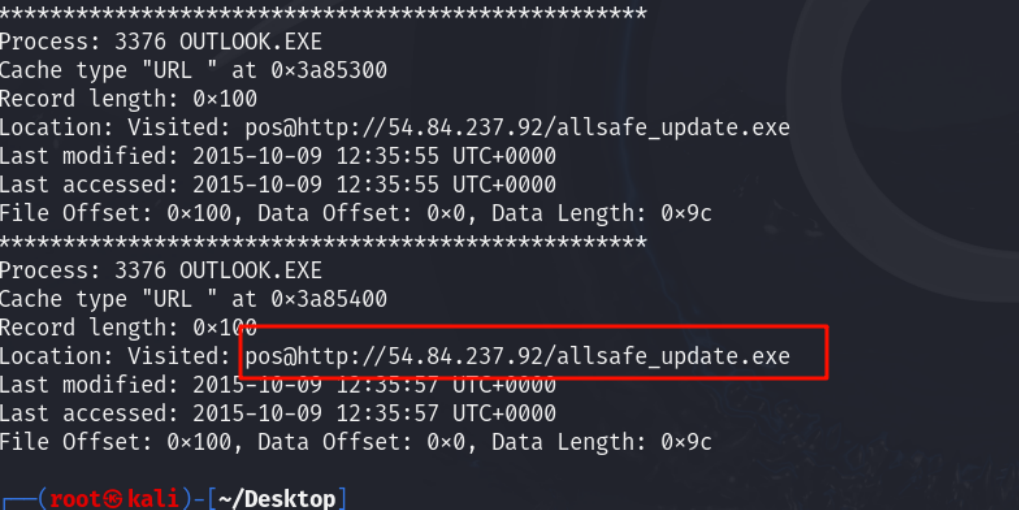 **************************************************
Process: 3376 OUTLOOK.EXE
Cache type "URL " at 0×3a85300
Record length: 0×100
Location: Visited: pos@http://54.84.237.92/allsafe_update.exe
Last modified: 2015-10-09 12:35:55 UTC+0000
Last accessed: 2015-10-09 12:35:55 UTC+0000
File Offset: 0×100, Data Offset: 0×0, Data Length: 0×9c
**************************************************
Process: 3376 OUTLOOK.EXE
Cache type "URL " at 0×3a85400
Record length: 0×100
Location: Visited: pos@http://54.84.237.92/allsafe_update.exe
Last modified: 2015-10-09 12:35:57 UTC+0000
Last accessed: 2015-10-09 12:35:57 UTC+0000
File Offset: 0×100, Data Offset: 0×0, Data Length: 0×9c
┌──(root㉿kali)-[~/Desktop]